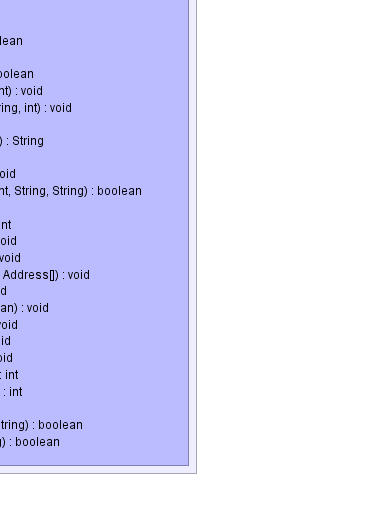 lean
oolean
nt) : void
ring, int) : void
) : String
oid
nt, String, String) : boolean
nt
oid
void
Address[]) : void
d
an) : void
void
id
oid
: int
: int
tring) : boolean
g) : boolean